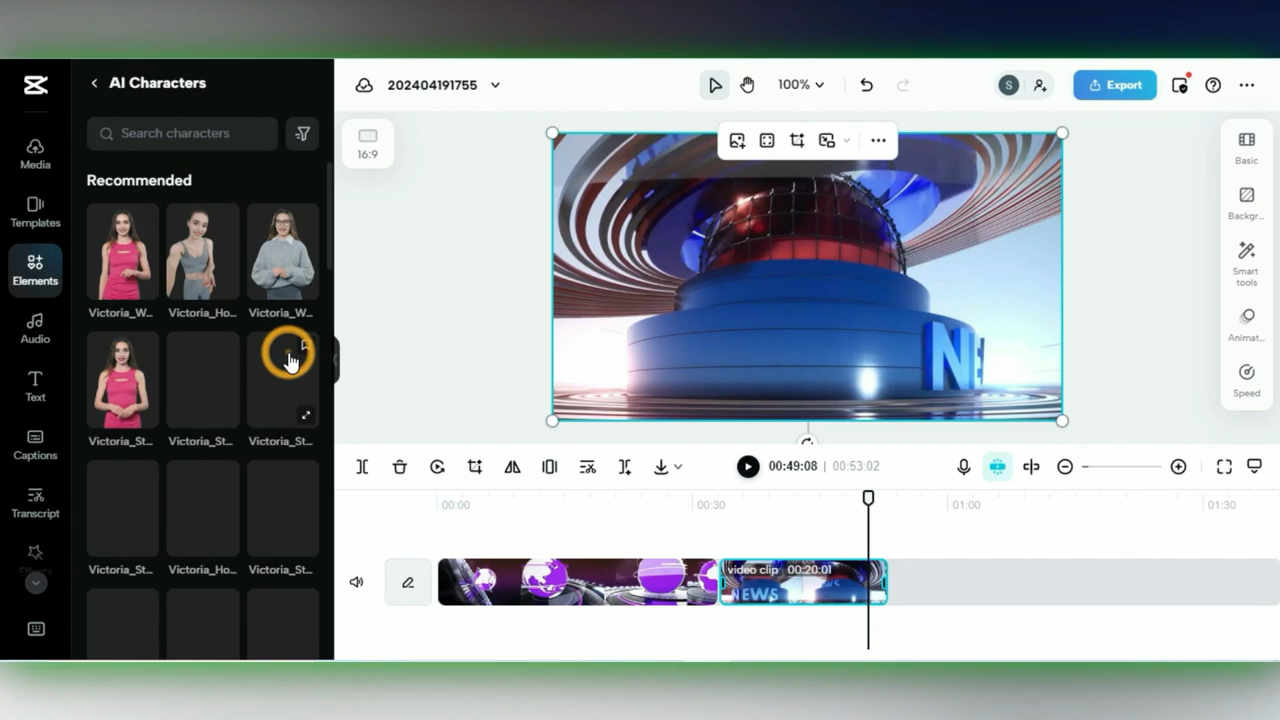 AI Characters
202404191755
100%
S
Export
Search characters
16:9
Media
Recommended
Basic
Templates
Backgr...
Elements
Smart
tools
Victoria_W...
Victoria_Ho...
Victoria_W...
Audio
Animat...
NE
Text
Speed
Victoria_St...
Victoria_St...
Victoria_St...
Captions
00:49:08 | 00:53:02
Transcript
00:00
00:30
01:00
01:30
Victoria_St...
Victoria_Ho...
Victoria_St...
video clip 00:20:01
NEWS